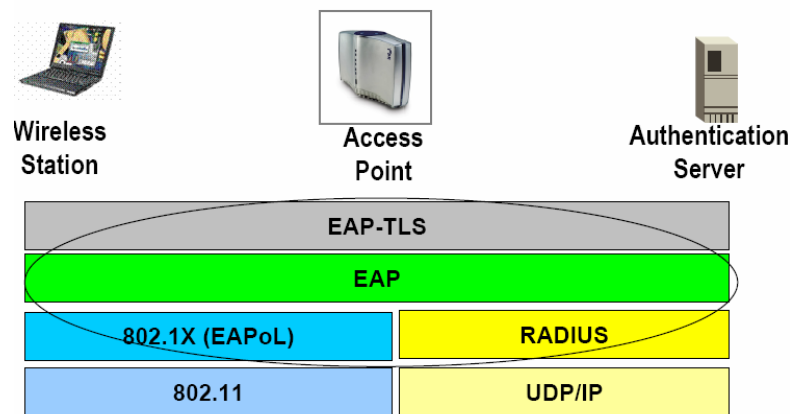 Wireless
Station
Access
Point
Authentication
Server
EAP-TLS
EAP
802.1X (EAPoL)
RADIUS
802.11
UDP/IP